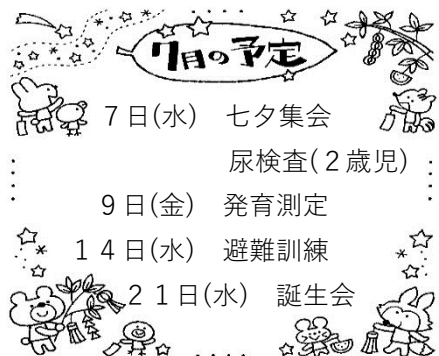 7月の予定
７日(水)　七夕集会
尿検査(２歳児)
９日(金)　発育測定
１４日(水)　避難訓練
２１日(水)　誕生会